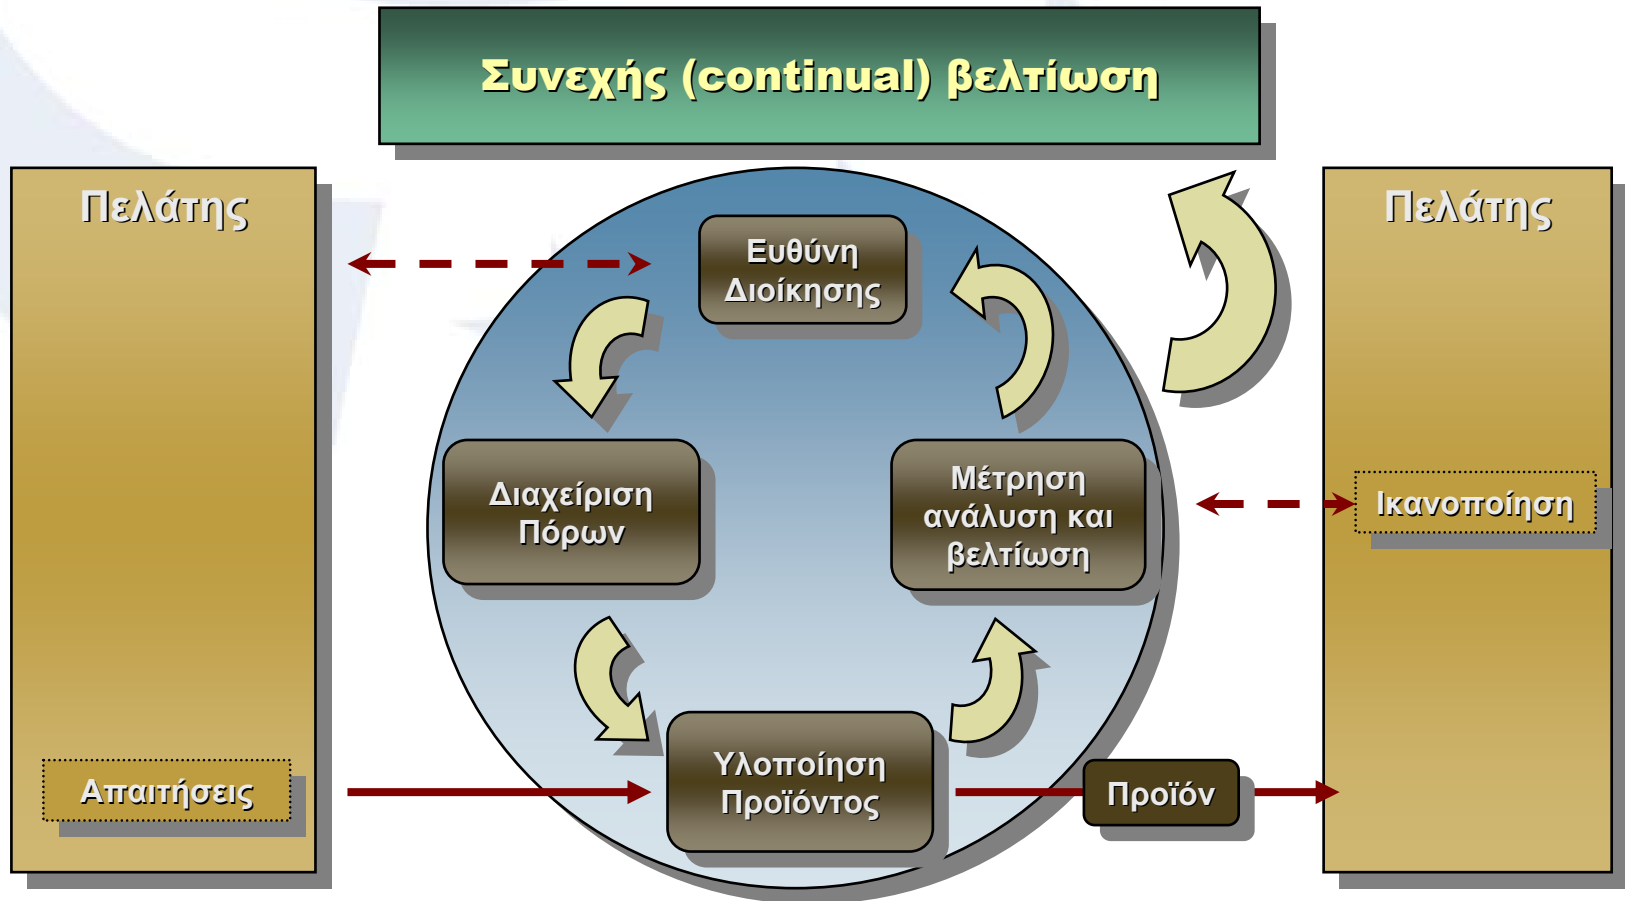 Συνεχής (continual) βελτίωση
Πελάτης
Πελάτης
Ευθύνη
Διοίκησης
Διαχείριση
Πόρων
Μέτρηση
ανάλυση και
βελτίωση
Ικανοποίηση
Απαιτήσεις
Υλοποίηση
Προϊόντος
Προϊόν